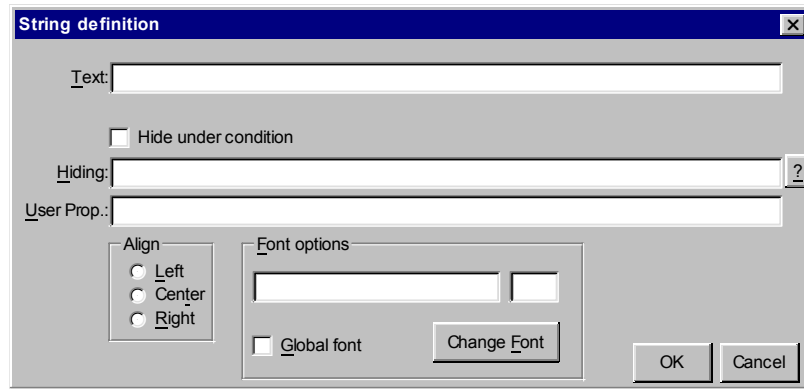 String definition
Text:
Hide under condition
Hiding:
?
User Prop.:
Align
Left
Center
Right
Font options
Global font
Change Font
OK
Cancel